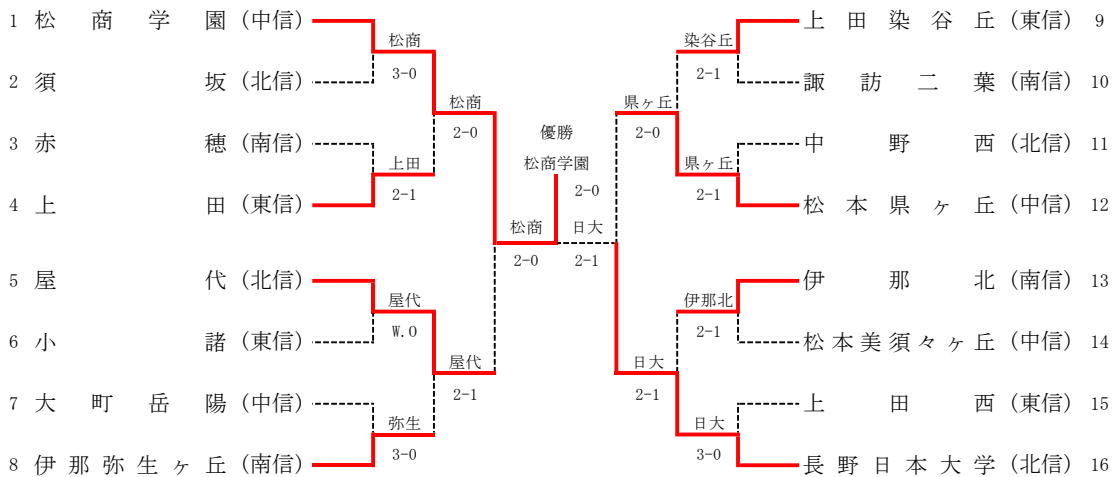 1 松商学園 (中信)
松商
3-0
2 須坂 (北信)
松商
2-0
3 赤穂 (南信)
上田
2-1
4 上田 (東信)
優勝
松商学園
2-0
松商
2-0
日大
2-1
5 屋代 (北信)
屋代
W.O
6 小諸 (東信)
屋代
2-1
7 大町岳陽 (中信)
弥生
3-0
8 伊那弥生ヶ丘 (南信)
上田染谷丘 (東信) 9
染谷丘
2-1
諏訪二葉 (南信) 10
県ヶ丘
2-0
中野西 (北信) 11
県ヶ丘
2-1
松本県ヶ丘 (中信) 12
伊那北 (南信) 13
伊那北
2-1
松本美須々ヶ丘 (中信) 14
日大
2-1
上田西 (東信) 15
日大
3-0
長野日本大学 (北信) 16